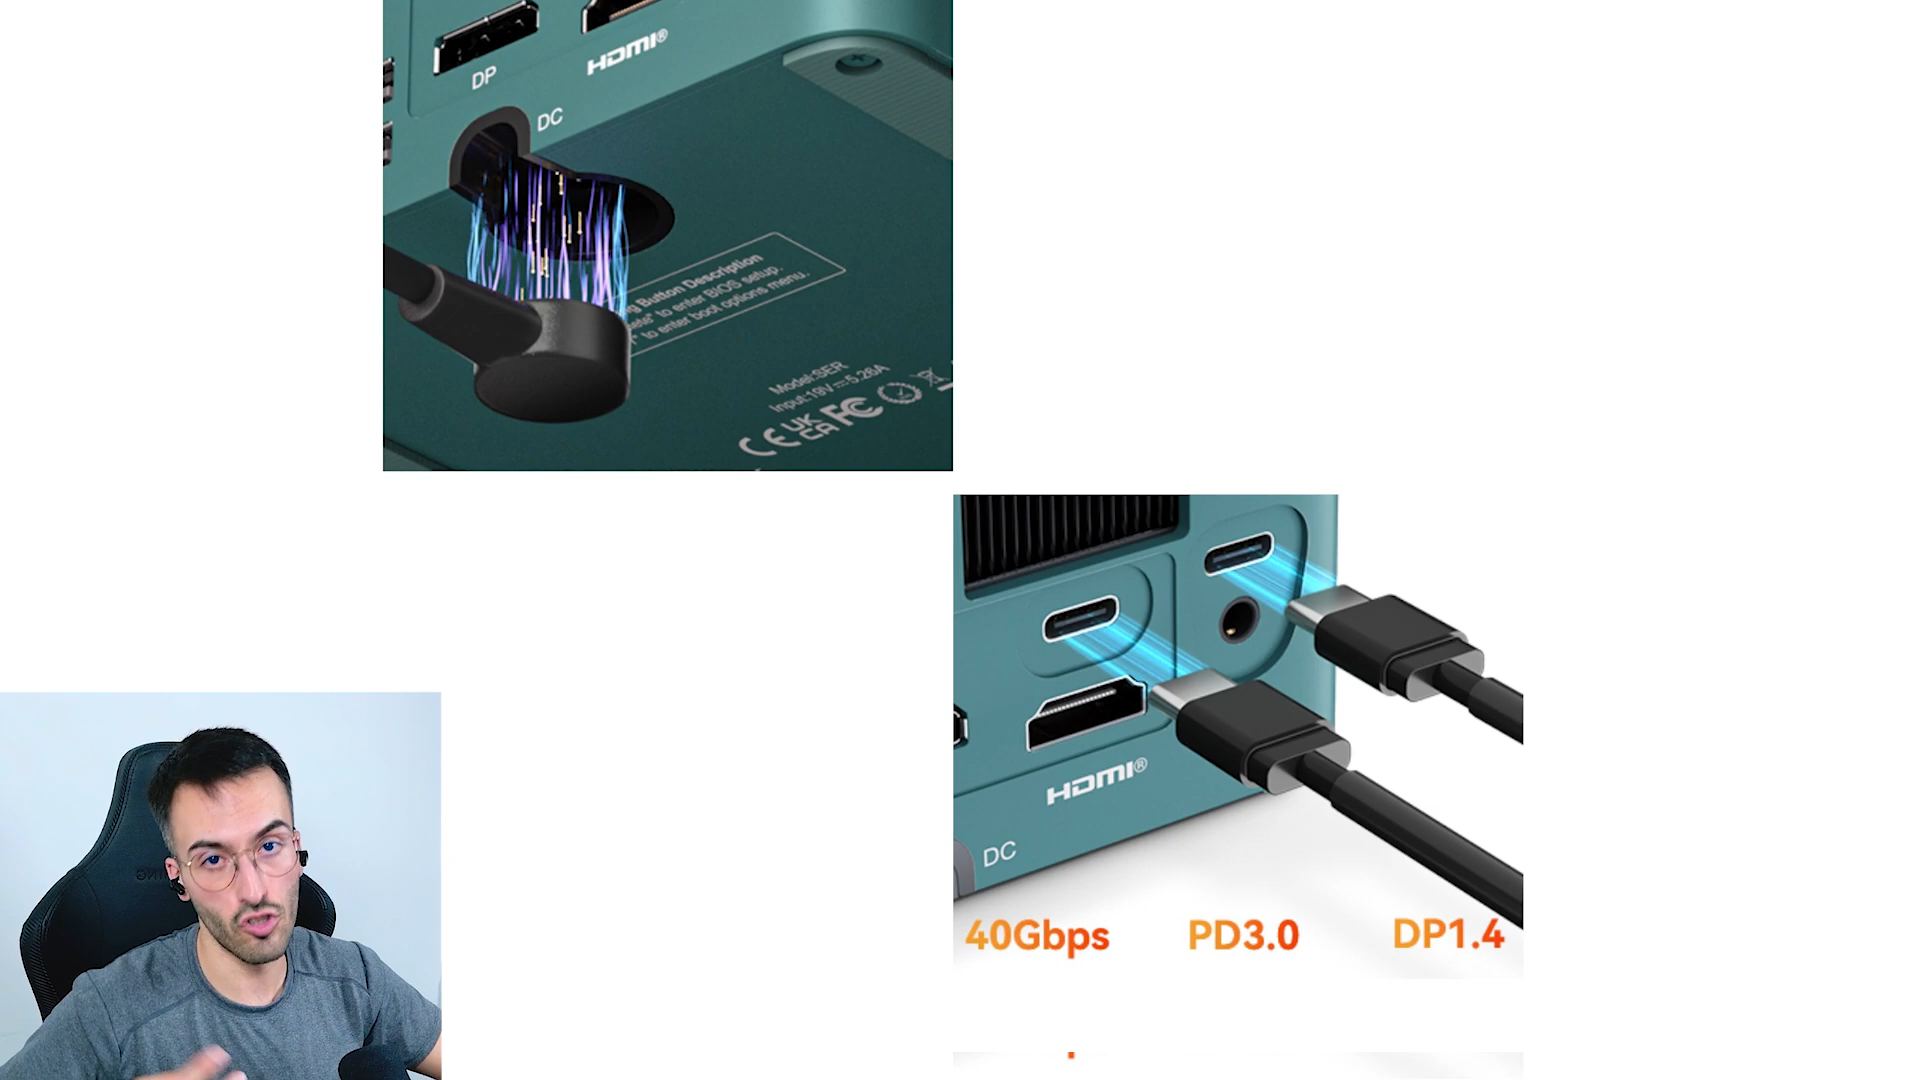 DP
HDMI®
DC
Button Description
to enter BIOS setup.
to enter boot options menu.
Model:SER
Input:19V⎓5.26A
CE UK CA FC
HDMI®
DC
40Gbps
PD3.0
DP1.4